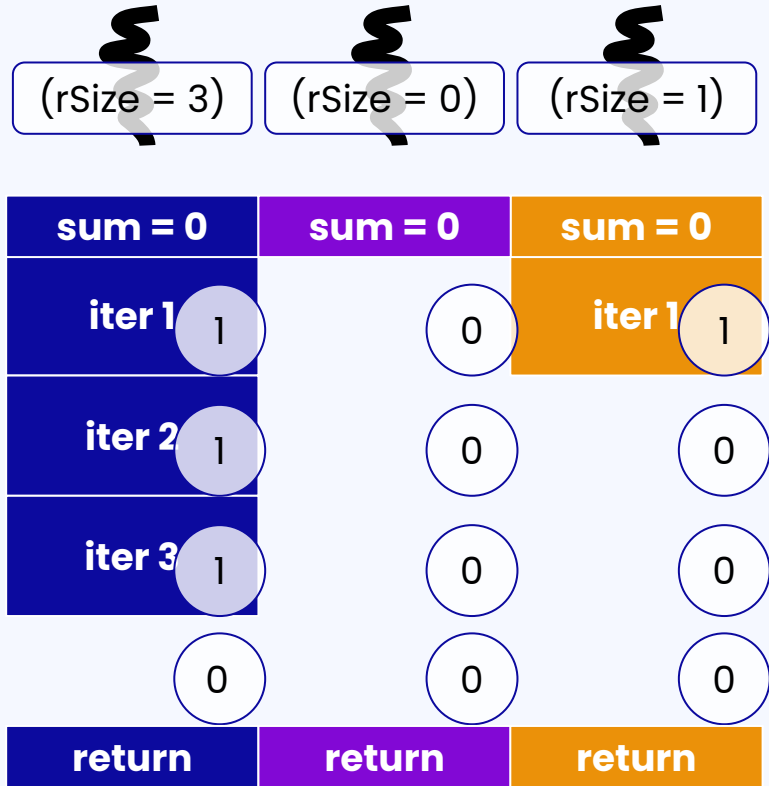 (rSize = 3) (rSize = 0) (rSize = 1)
sum = 0 sum = 0 sum = 0
iter 1 1 0 iter 1 1
iter 2 1 0 0
iter 3 1 0 0
0 0 0
return return return